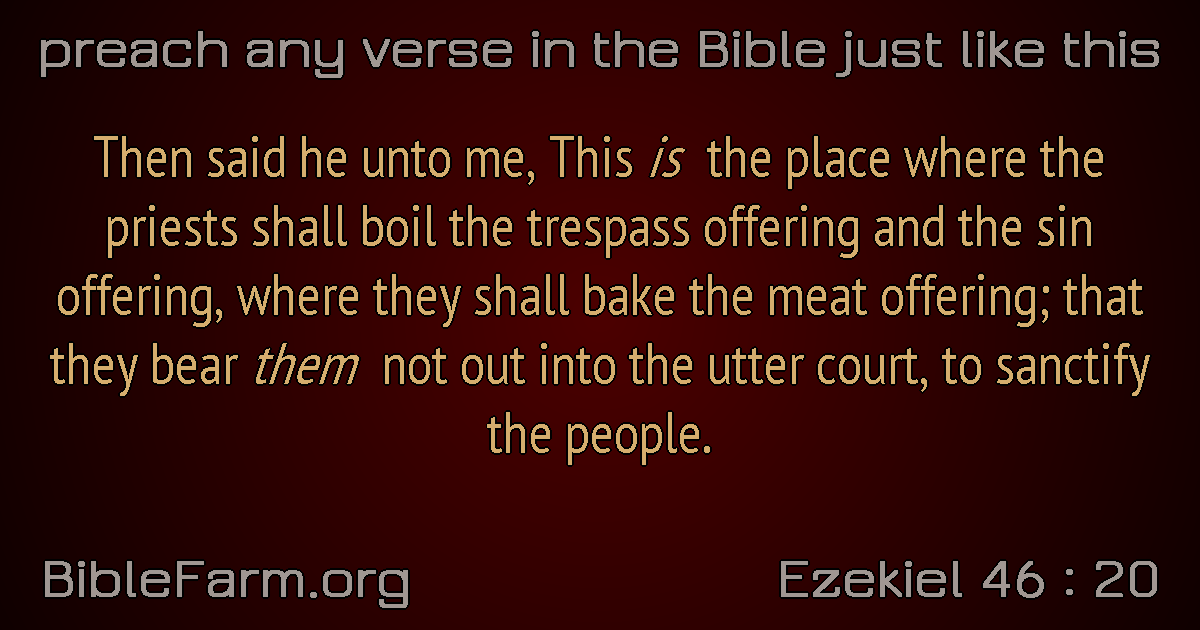 preach any verse in the Bible just like this
Then said he unto me, This is the place where the
priests shall boil the trespass offering and the sin
offering, where they shall bake the meat offering; that
they bear them not out into the utter court, to sanctify
the people.
BibleFarm.org
Ezekiel 46 : 20